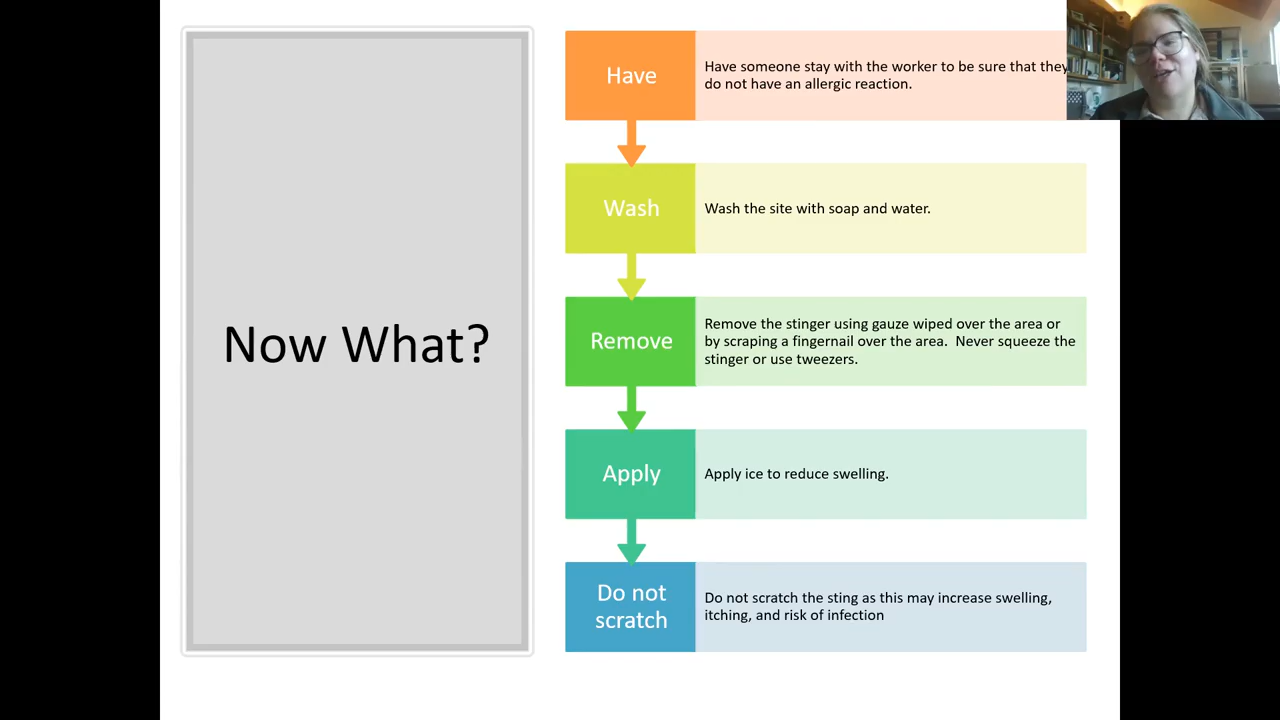 Now What?
Have
Have someone stay with the worker to be sure that they
do not have an allergic reaction.
Wash
Wash the site with soap and water.
Remove
Remove the stinger using gauze wiped over the area or
by scraping a fingernail over the area.  Never squeeze the
stinger or use tweezers.
Apply
Apply ice to reduce swelling.
Do not
scratch
Do not scratch the sting as this may increase swelling,
itching, and risk of infection